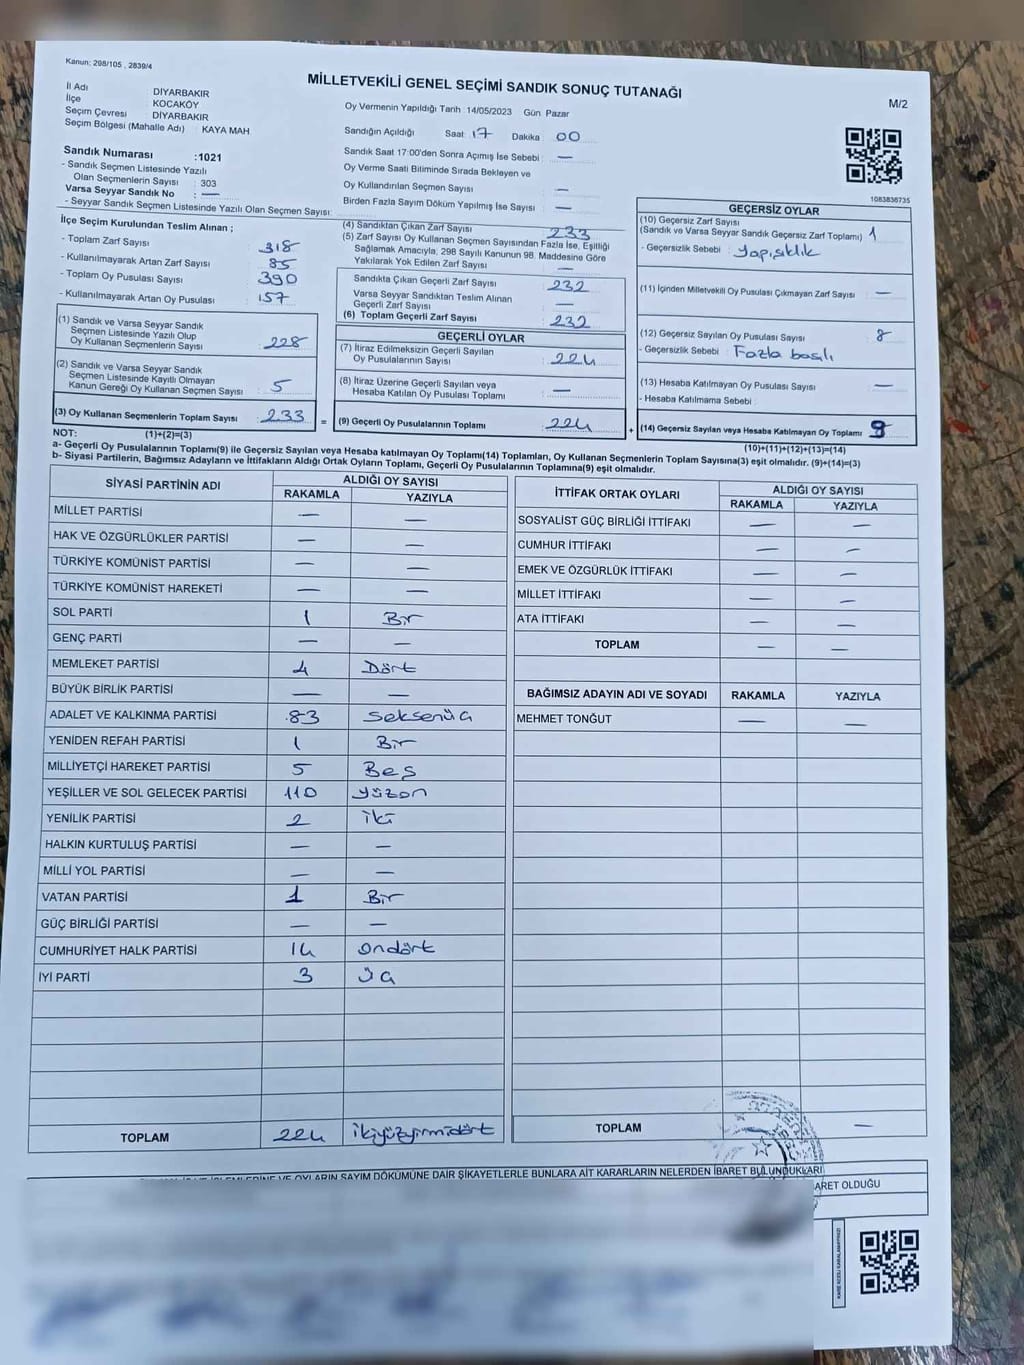 Kanun: 298/105 , 2839/4
MİLLETVEKİLİ GENEL SEÇİMİ SANDIK SONUÇ TUTANAĞI
M/2
İl Adı DİYARBAKIR
İlçe KOCAKÖY
Seçim Çevresi DİYARBAKIR
Seçim Bölgesi (Mahalle Adı) KAYA MAH
Oy Vermenin Yapıldığı Tarih :14/05/2023 Gün Pazar
Sandığın Açıldığı Saat 17 Dakika 00
Sandık Saat 17:00'den Sonra Açımış İse Sebebi : —
Oy Verme Saati Bitiminde Sırada Bekleyen ve
Oy Kullandırılan Seçmen Sayısı : —
Birden Fazla Sayım Döküm Yapılmış İse Sayısı : —
Sandık Numarası :1021
- Sandık Seçmen Listesinde Yazılı
Olan Seçmenlerin Sayısı : 303
Varsa Seyyar Sandık No : —
- Seyyar Seçmen Listesinde Yazılı Olan Seçmen Sayısı:
1083836735
İlçe Seçim Kurulundan Teslim Alınan ;
- Toplam Zarf Sayısı : 318
- Kullanılmayarak Artan Zarf Sayısı : 85
- Toplam Oy Pusulası Sayısı : 390
- Kullanılmayarak Artan Oy Pusulası : 157
(1) Sandık ve Varsa Seyyar Sandık
Seçmen Listesinde Yazılı Olup
Oy Kullanan Seçmenlerin Sayısı : 228
(2) Sandık ve Varsa Seyyar Sandık
Seçmen Listesinde Kayıtlı Olmayan
Kanun Gereği Oy Kullanan Seçmen Sayısı : 5
(3) Oy Kullanan Seçmenlerin Toplam Sayısı : 233
(4) Sandıktan Çıkan Zarf Sayısı : 233
(5) Zarf Sayısı Oy Kullanan Seçmen Sayısından Fazla İse, Eşitliği
Sağlamak Amacıyla, 298 Sayılı Kanunun 98. Maddesine Göre
Yakılarak Yok Edilen Zarf Sayısı : —
Sandıkta Çıkan Geçerli Zarf Sayısı : 232
Varsa Seyyar Sandıktan Teslim Alınan
Geçerli Zarf Sayısı : —
(6) Toplam Geçerli Zarf Sayısı : 232
GEÇERLİ OYLAR
(7) İtiraz Edilmeksizin Geçerli Sayılan
Oy Pusulalarının Sayısı : 224
(8) İtiraz Üzerine Geçerli Sayılan veya
Hesaba Katılan Oy Pusulası Toplamı : —
= (9) Geçerli Oy Pusulalarının Toplamı : 224
GEÇERSİZ OYLAR
(10) Geçersiz Zarf Sayısı
(Sandık ve Varsa Seyyar Sandık Geçersiz Zarf Toplamı) : 1
- Geçersizlik Sebebi : Yapışıklık
(11) İçinden Milletvekili Oy Pusulası Çıkmayan Zarf Sayısı : —
(12) Geçersiz Sayılan Oy Pusulası Sayısı : 8
- Geçersizlik Sebebi : Fazla basılı
(13) Hesaba Katılmayan Oy Pusulası Sayısı : —
- Hesaba Katılmama Sebebi :
+ (14) Geçersiz Sayılan veya Hesaba Katılmayan Oy Toplamı : 9
NOT: (1)+(2)=(3)
(10)+(11)+(12)+(13)=(14)
a- Geçerli Oy Pusulalarının Toplamı(9) ile Geçersiz Sayılan veya Hesaba katılmayan Oy Toplamı(14) Toplamları, Oy Kullanan Seçmenlerin Toplam Sayısına(3) eşit olmalıdır. (9)+(14)=(3)
b- Siyasi Partilerin, Bağımsız Adayların ve İttifakların Aldığı Ortak Oyların Toplamı, Geçerli Oy Pusulalarının Toplamına(9) eşit olmalıdır.
SİYASİ PARTİNİN ADI ALDIĞI OY SAYISI
RAKAMLA YAZIYLA
MİLLET PARTİSİ — —
HAK VE ÖZGÜRLÜKLER PARTİSİ — —
TÜRKİYE KOMÜNİST PARTİSİ — —
TÜRKİYE KOMÜNİST HAREKETİ — —
SOL PARTİ 1 Bir
GENÇ PARTİ — —
MEMLEKET PARTİSİ 4 Dört
BÜYÜK BİRLİK PARTİSİ — —
ADALET VE KALKINMA PARTİSİ 83 Seksenüç
YENİDEN REFAH PARTİSİ 1 Bir
MİLLİYETÇİ HAREKET PARTİSİ 5 Beş
YEŞİLLER VE SOL GELECEK PARTİSİ 110 yüzon
YENİLİK PARTİSİ 2 iki
HALKIN KURTULUŞ PARTİSİ — —
MİLLİ YOL PARTİSİ — —
VATAN PARTİSİ 1 Bir
GÜÇ BİRLİĞİ PARTİSİ — —
CUMHURİYET HALK PARTİSİ 14 ondört
İYİ PARTİ 3 üç
TOPLAM 224 ikiyüzyirmidört
İTTİFAK ORTAK OYLARI ALDIĞI OY SAYISI
RAKAMLA YAZIYLA
SOSYALİST GÜÇ BİRLİĞİ İTTİFAKI — —
CUMHUR İTTİFAKI — —
EMEK VE ÖZGÜRLÜK İTTİFAKI — —
MİLLET İTTİFAKI — —
ATA İTTİFAKI — —
TOPLAM — —
BAĞIMSIZ ADAYIN ADI VE SOYADI RAKAMLA YAZIYLA
MEHMET TONĞUT — —
TOPLAM —
VE OYLARIN SAYIM DÖKÜMÜNE DAİR ŞİKAYETLERLE BUNLARA AİT KARARLARIN NELERDEN İBARET BULUNDUKLARI
ARET OLDUĞU